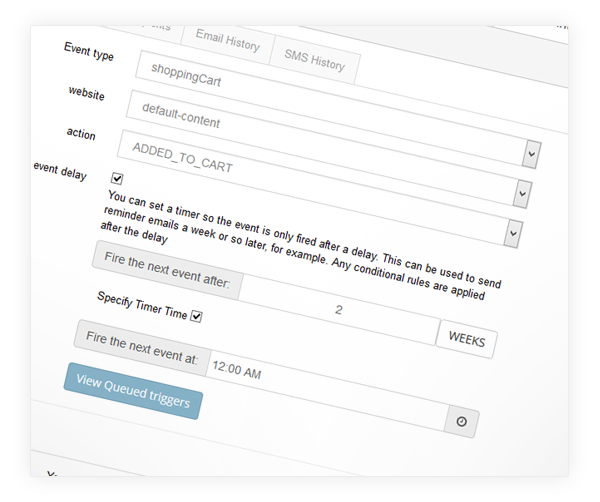 Email History
SMS History
Event type
shoppingCart
website
default-content
action
ADDED_TO_CART
event delay
You can set a timer so the event is only fired after a delay. This can be used to send
reminder emails a week or so later, for example. Any conditional rules are applied
after the delay
Fire the next event after:
2
WEEKS
Specify Timer Time
Fire the next event at:
12:00 AM
View Queued triggers